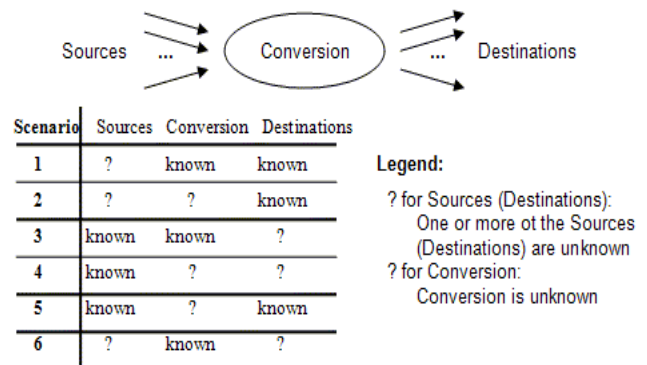 Sources ... Conversion ... Destinations
Scenario Sources Conversion Destinations
1 ? known known
2 ? ? known
3 known known ?
4 known ? ?
5 known ? known
6 ? known ?
Legend:
? for Sources (Destinations):
One or more ot the Sources
(Destinations) are unknown
? for Conversion:
Conversion is unknown